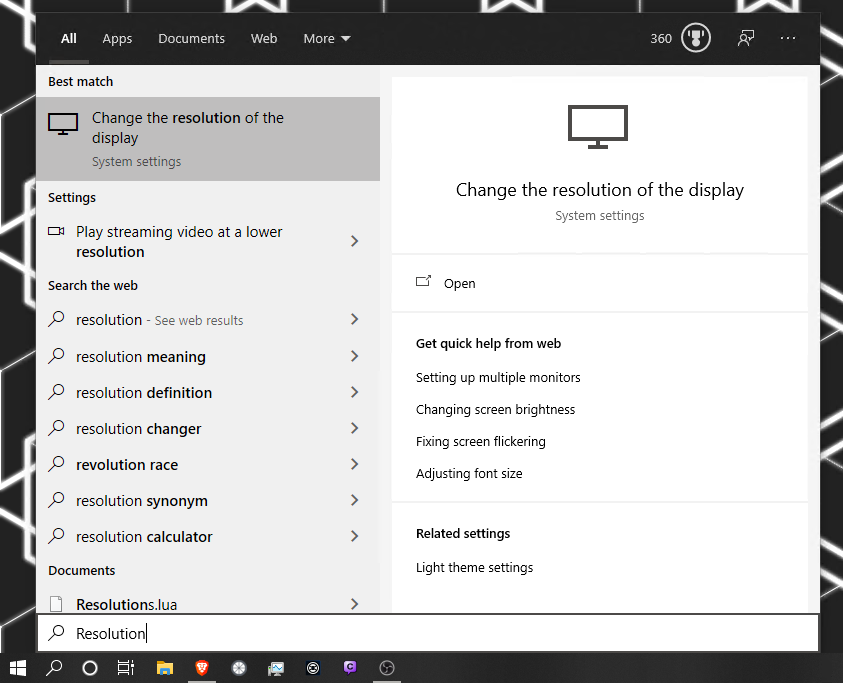 All Apps Documents Web More 360 ...
Best match
Change the resolution of the
display
System settings
Settings
Play streaming video at a lower
resolution
Search the web
resolution - See web results
resolution meaning
resolution definition
resolution changer
revolution race
resolution synonym
resolution calculator
Documents
Resolutions.lua
Change the resolution of the display
System settings
Open
Get quick help from web
Setting up multiple monitors
Changing screen brightness
Fixing screen flickering
Adjusting font size
Related settings
Light theme settings
Resolution